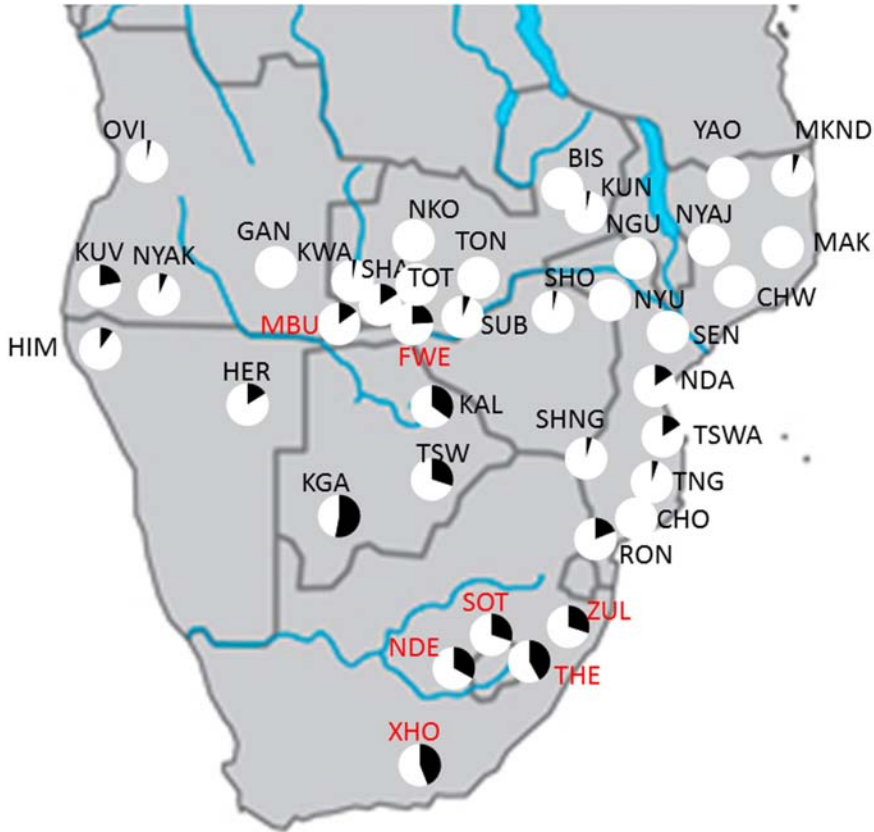 OVI
YAO
MKND
BIS
KUN
NKO
NGU
NYAJ
GAN
KWA
TON
MAK
KUV
NYAK
SHA
TOT
SHO
NYU
CHW
MBU
SUB
SEN
HIM
FWE
HER
NDA
KAL
SHNG
TSWA
TSW
KGA
TNG
CHO
RON
SOT
ZUL
NDE
THE
XHO